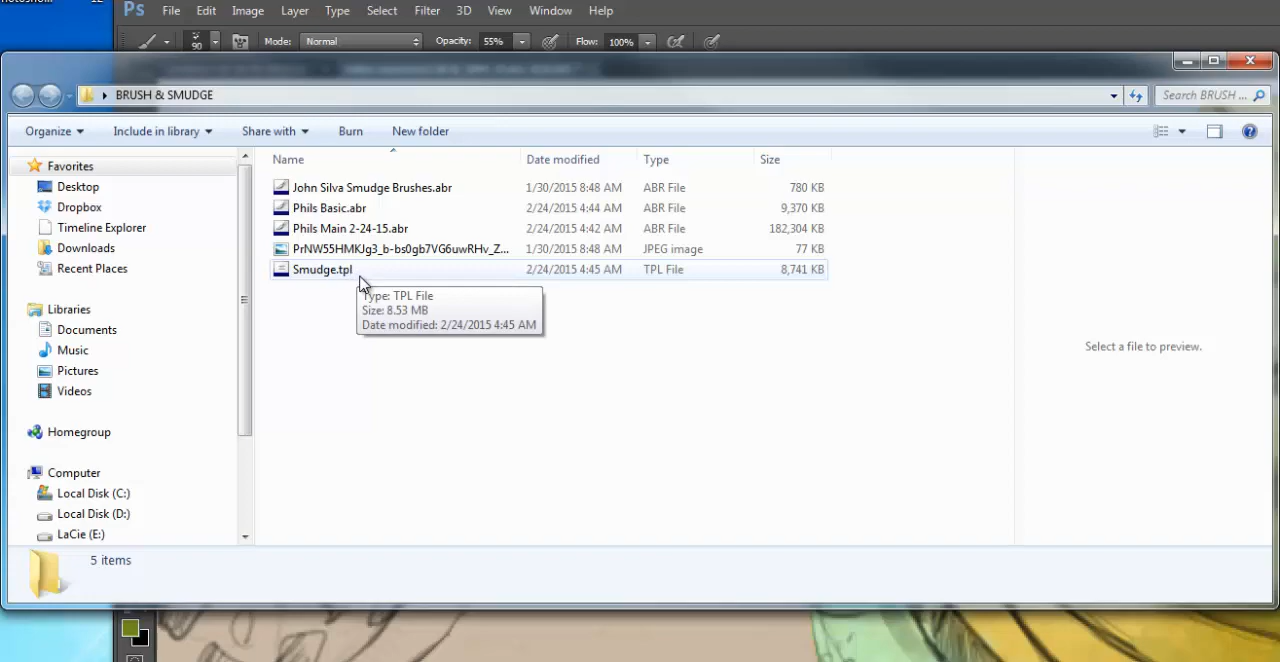 12
Ps File Edit Image Layer Type Select Filter 3D View Window Help
90 Mode: Normal Opacity: 55% Flow: 100%
BRUSH & SMUDGE Search BRUSH ...
Organize Include in library Share with Burn New folder
Favorites
Desktop
Dropbox
Timeline Explorer
Downloads
Recent Places
Libraries
Documents
Music
Pictures
Videos
Homegroup
Computer
Local Disk (C:)
Local Disk (D:)
LaCie (E:)
Name Date modified Type Size
John Silva Smudge Brushes.abr 1/30/2015 8:48 AM ABR File 780 KB
Phils Basic.abr 2/24/2015 4:44 AM ABR File 9,370 KB
Phils Main 2-24-15.abr 2/24/2015 4:42 AM ABR File 182,304 KB
PrNW55HMKJg3_b-bs0gb7VG6uwRHv_Z... 1/30/2015 8:48 AM JPEG image 77 KB
Smudge.tpl 2/24/2015 4:45 AM TPL File 8,741 KB
Type: TPL File
Size: 8.53 MB
Date modified: 2/24/2015 4:45 AM
Select a file to preview.
5 items